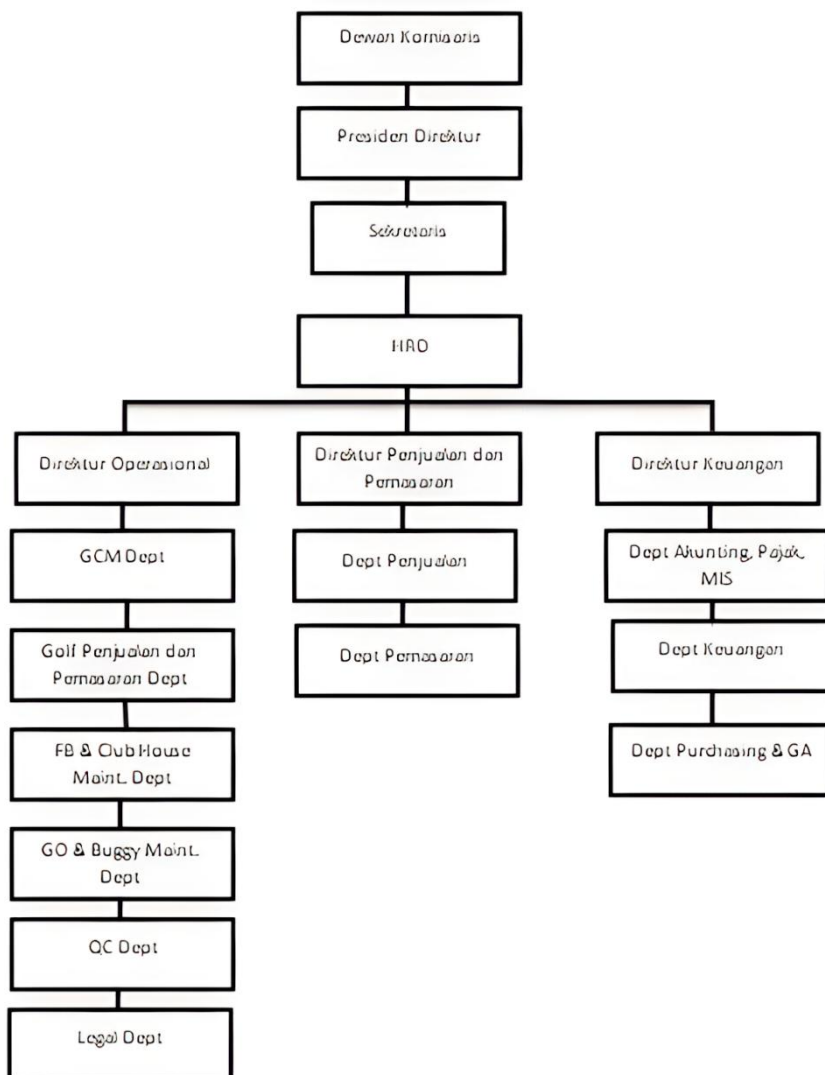 Dewan Komisaris
Presiden Direktur
Sekretaris
HRD
Direktur Operasional
Direktur Penjualan dan
Pemasaran
Direktur Keuangan
GCM Dept
Dept Penjualan
Dept Akunting, Pajak,
MIS
Golf Penjualan dan
Pemasaran Dept
Dept Pemasaran
Dept Keuangan
FB & Club House
Maint. Dept
Dept Purchasing & GA
GO & Buggy Maint.
Dept
QC Dept
Legal Dept